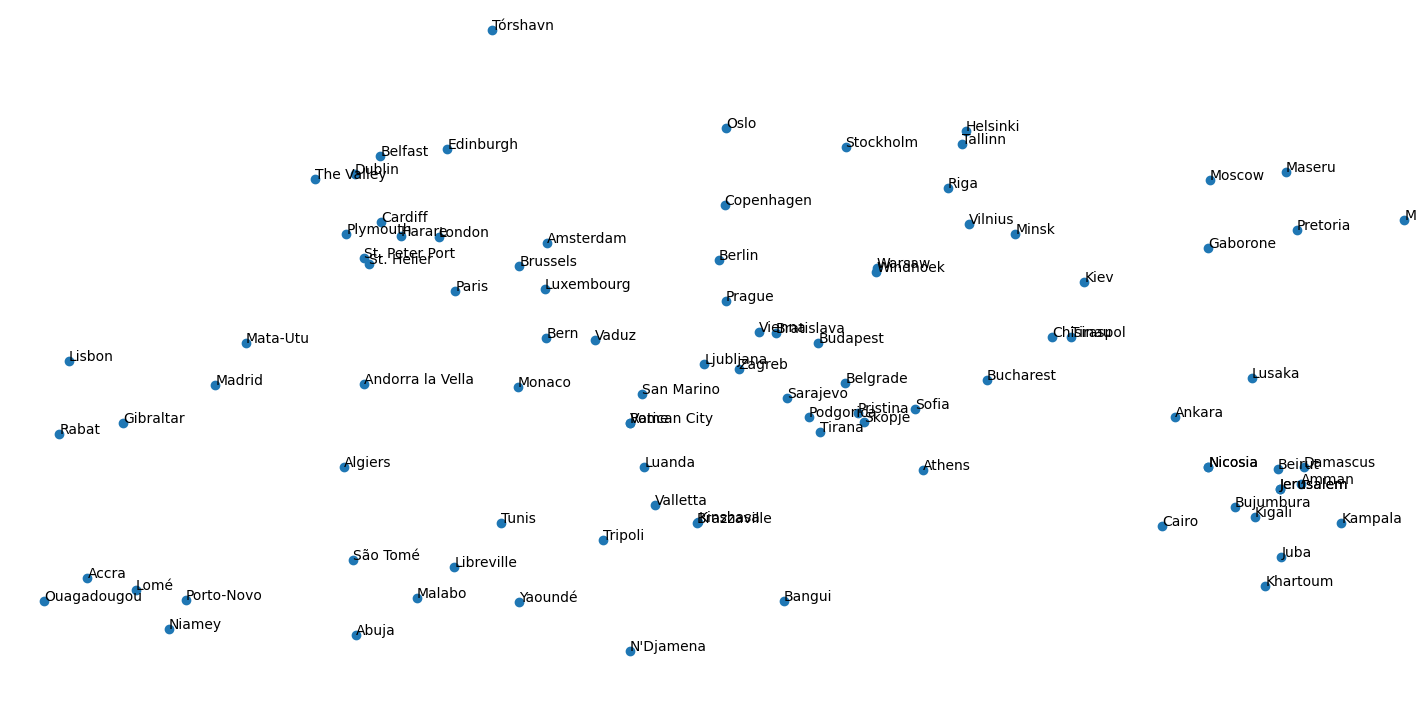 Tórshavn
Oslo
Helsinki
Stockholm
Tallinn
Edinburgh
Belfast
Dublin
The Valley
Maseru
Moscow
Riga
Copenhagen
M
Cardiff
Vilnius
Pretoria
Plymouth
Harare
London
Minsk
Amsterdam
Gaborone
St. Peter Port
St. Helier
Berlin
Brussels
Warsaw
Windhoek
Kiev
Luxembourg
Paris
Prague
Vienna
Bratislava
Chisinau
Tiraspol
Bern
Vaduz
Mata-Utu
Budapest
Lisbon
Ljubljana
Zagreb
Lusaka
Bucharest
Madrid
Andorra la Vella
Belgrade
Monaco
San Marino
Sarajevo
Sofia
Pristina
Podgorica
Skopje
Ankara
Gibraltar
Rome
Vatican City
Tirana
Rabat
Algiers
Luanda
Athens
Nicosia
Beirut
Damascus
Amman
Jerusalem
Valletta
Bujumbura
Kigali
Tunis
Kinshasa
Brazzaville
Cairo
Kampala
Tripoli
São Tomé
Libreville
Juba
Accra
Lomé
Khartoum
Ouagadougou
Porto-Novo
Malabo
Yaoundé
Bangui
Niamey
Abuja
N'Djamena